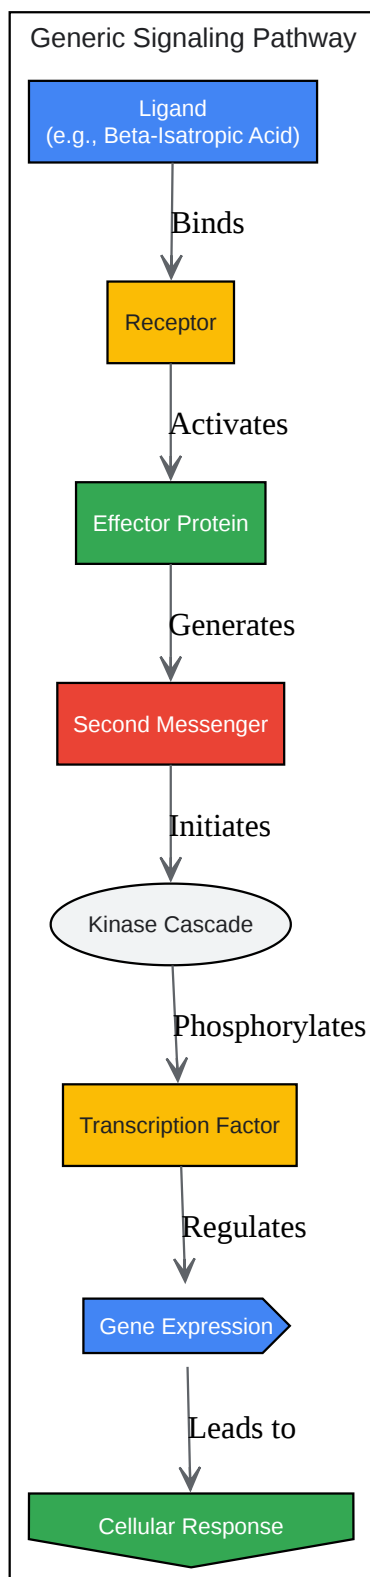 Generic Signaling Pathway
Ligand
(e.g., Beta-Isatropic Acid)
Binds
Receptor
Activates
Effector Protein
Generates
Second Messenger
Initiates
Kinase Cascade
Phosphorylates
Transcription Factor
Regulates
Gene Expression
Leads to
Cellular Response